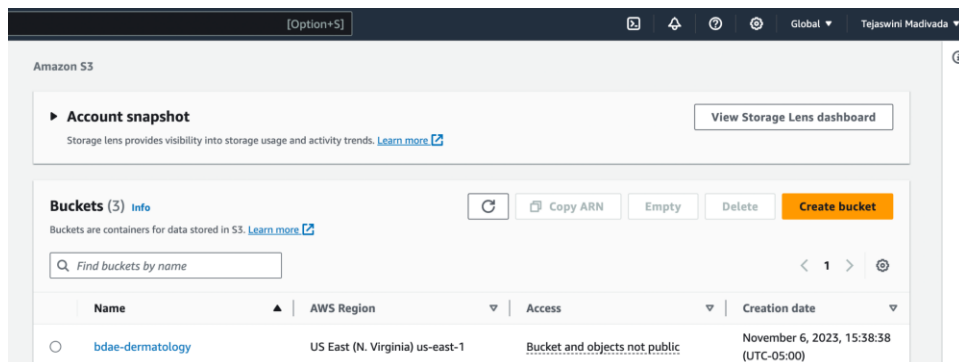 [Option+S]
Global ▼
Tejaswini Madivada ▼
Amazon S3
Account snapshot
View Storage Lens dashboard
Storage lens provides visibility into storage usage and activity trends. Learn more
Buckets (3) Info
Copy ARN
Empty
Delete
Create bucket
Buckets are containers for data stored in S3. Learn more
Find buckets by name
1
Name
AWS Region
Access
Creation date
bdae-dermatology
US East (N. Virginia) us-east-1
Bucket and objects not public
November 6, 2023, 15:38:38
(UTC-05:00)